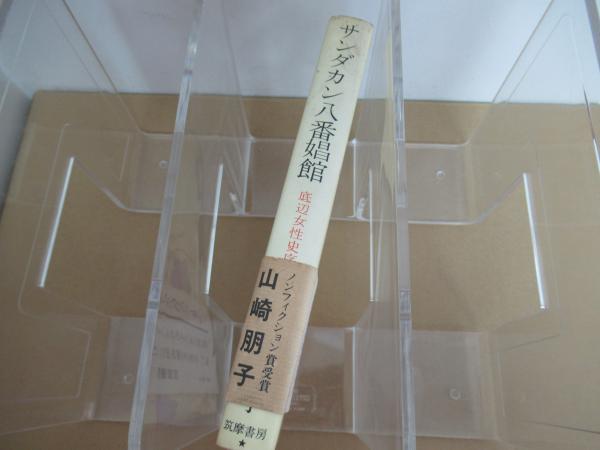 サンダカン八番娼館
底辺女性史序
ノンフィクション賞受賞
山崎朋子
筑摩書房
★